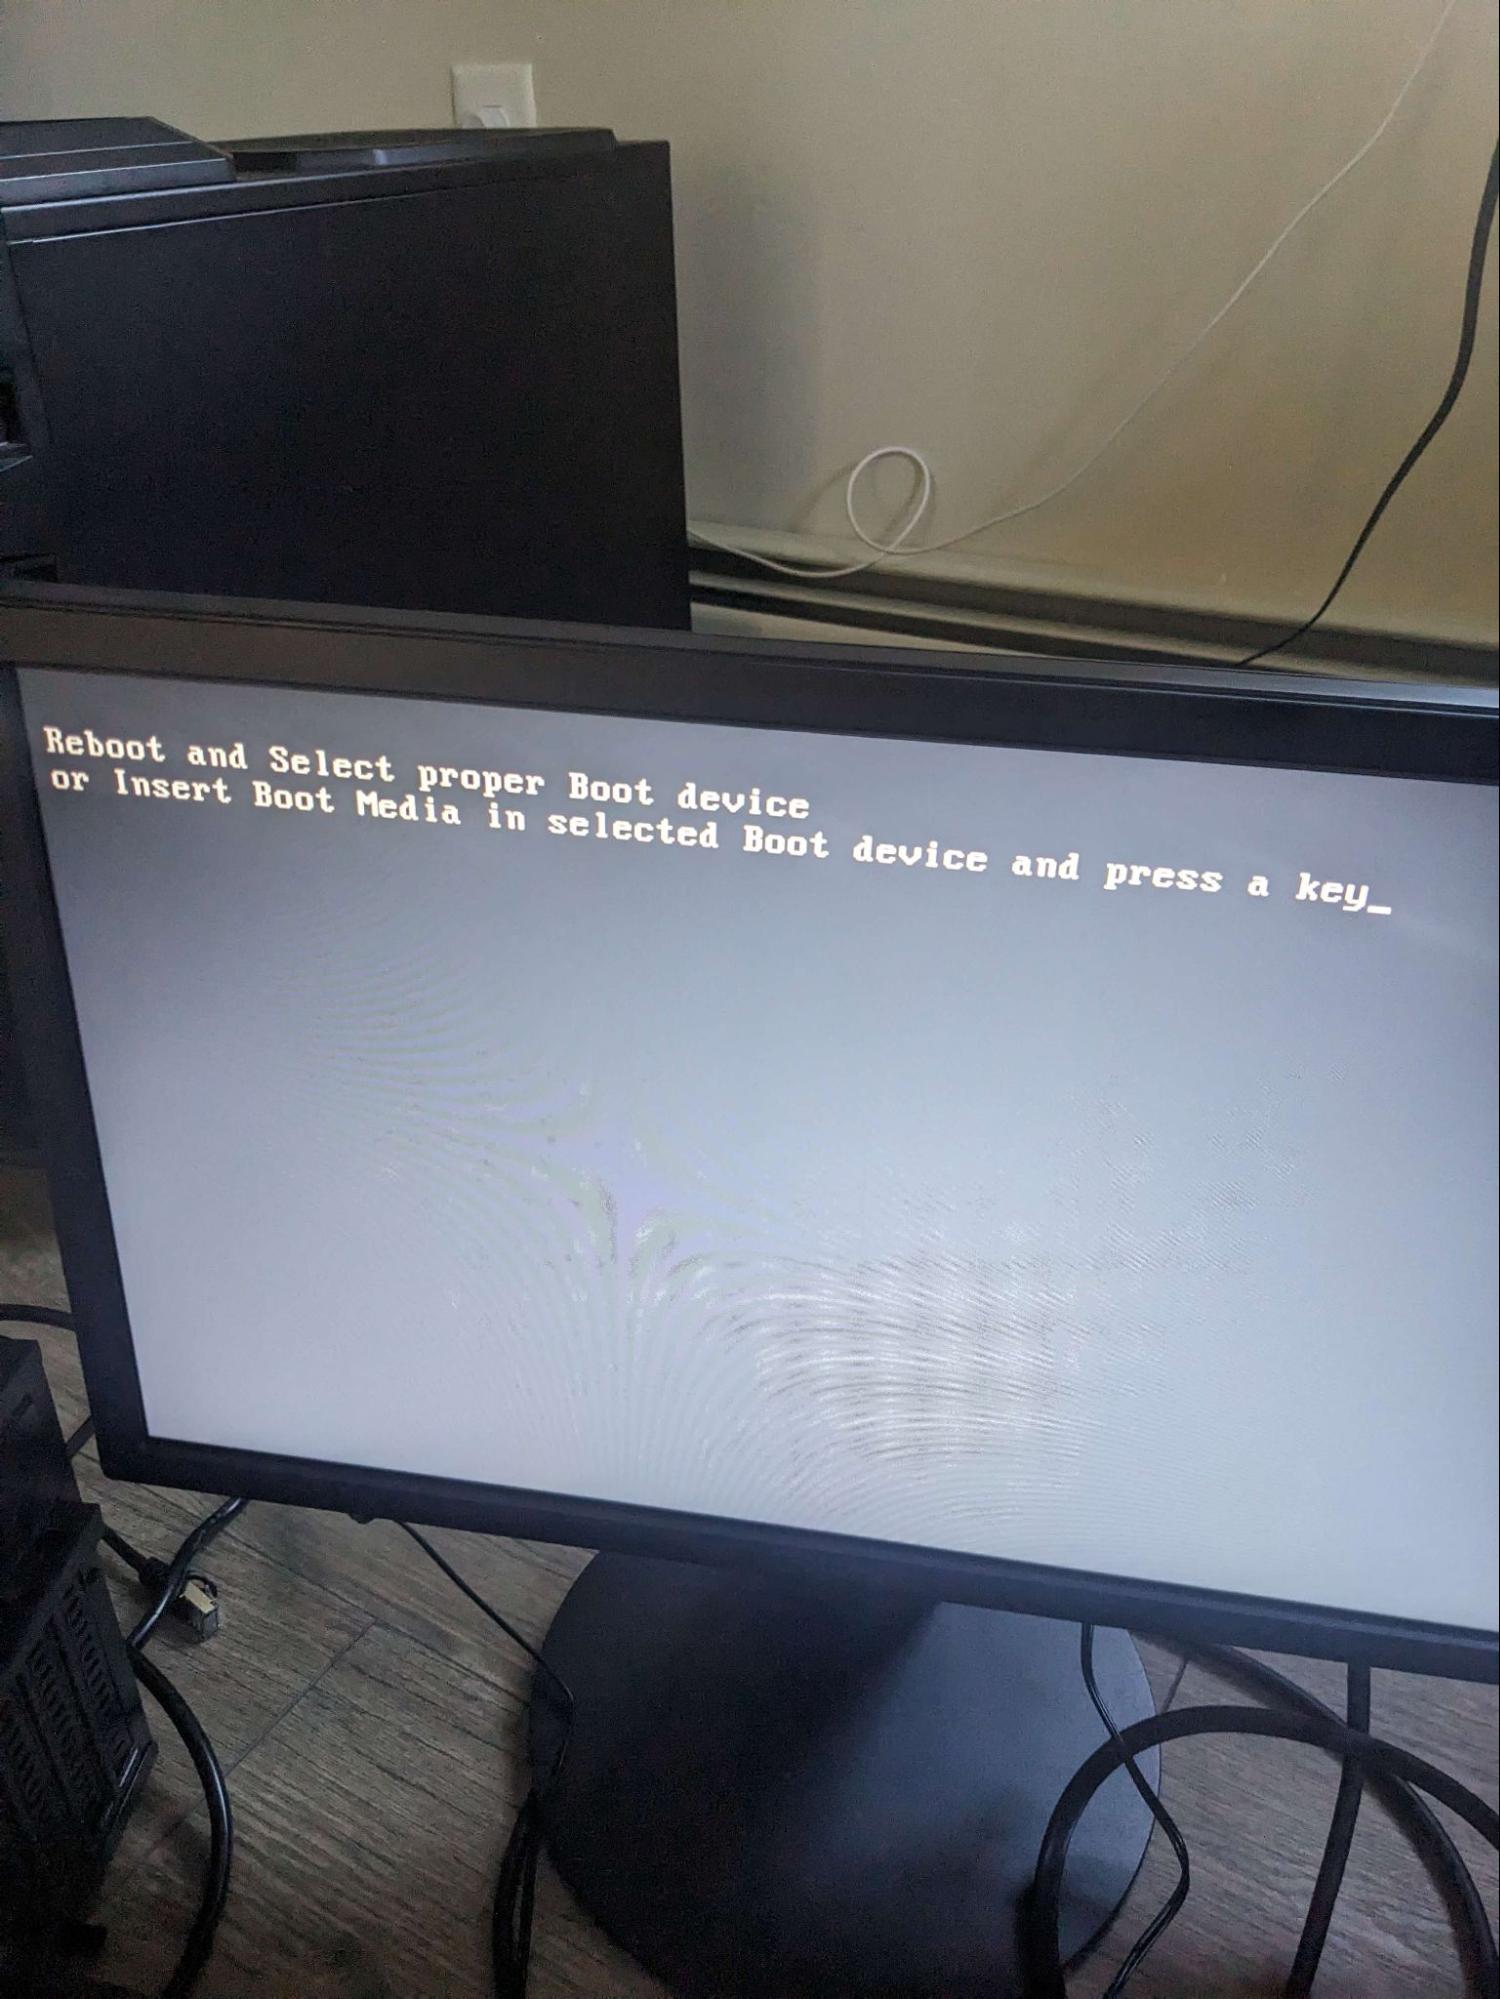 Reboot and Select proper Boot device
or Insert Boot Media in selected Boot device and press a key_